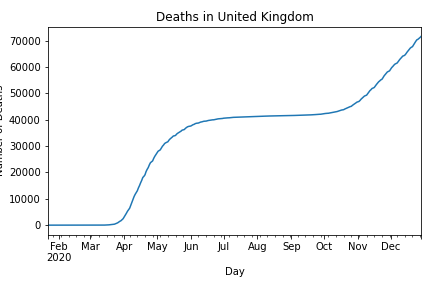 Deaths in United Kingdom
Number of Deaths
70000
60000
50000
40000
30000
20000
10000
0
Feb Mar Apr May Jun Jul Aug Sep Oct Nov Dec
2020
Day